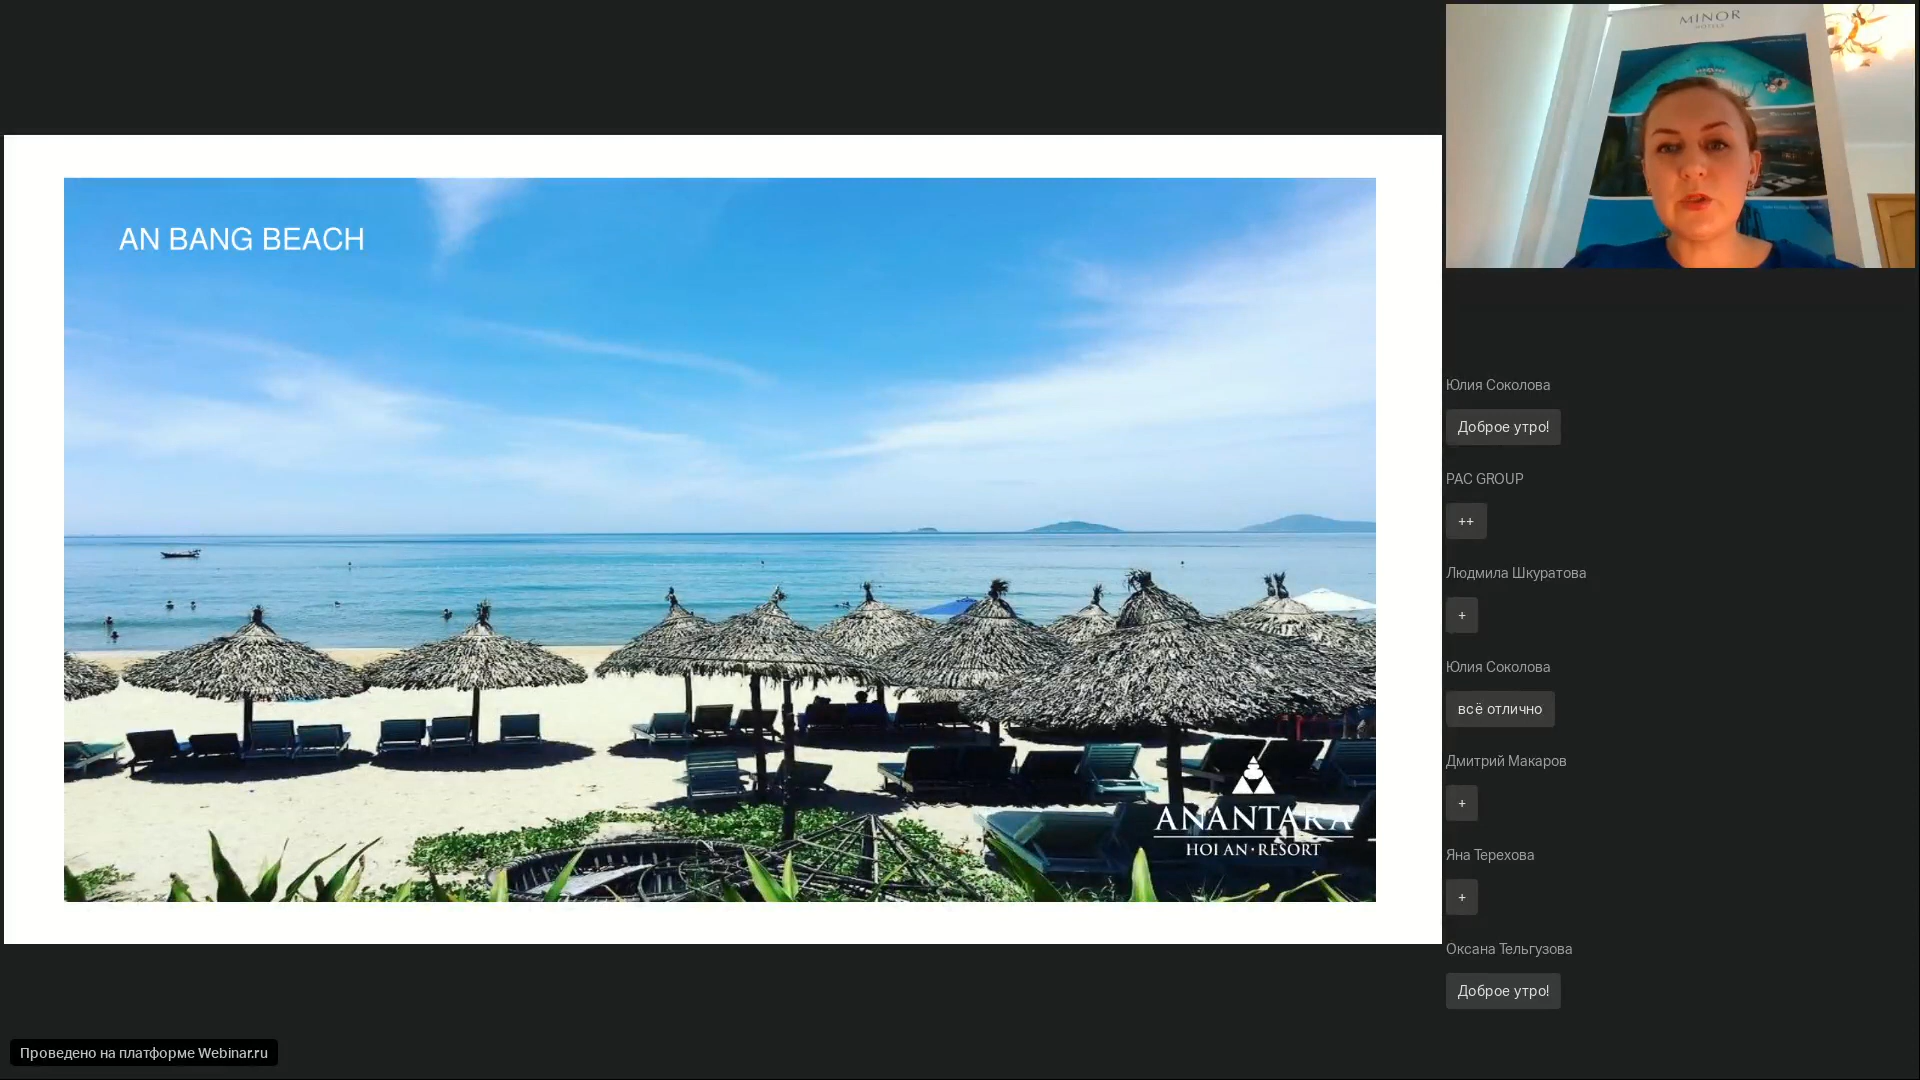 AN BANG BEACH
ANANTARA
HOI AN • RESORT
MINOR
HOTELS
Юлия Соколова
Доброе утро!
PAC GROUP
++
Людмила Шкуратова
+
Юлия Соколова
всё отлично
Дмитрий Макаров
+
Яна Терехова
+
Оксана Тельгузова
Доброе утро!
Проведено на платформе Webinar.ru